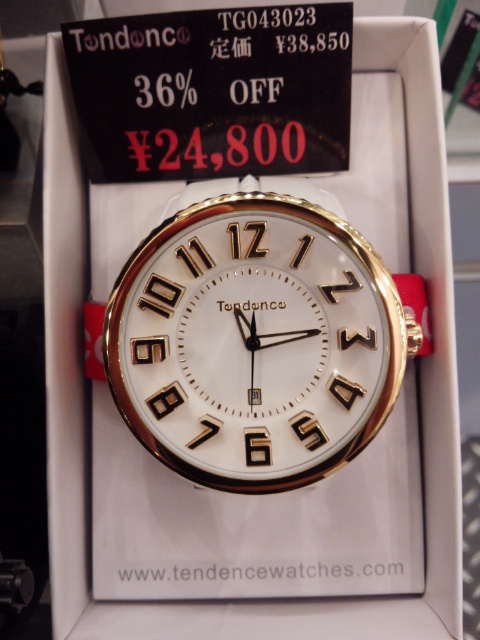 Tendence
TG043023
定価 ¥38,850
36% OFF
¥24,800
12
1
2
3
4
5
6
7
8
9
10
11
Tendence
31
www.tendencewatches.com